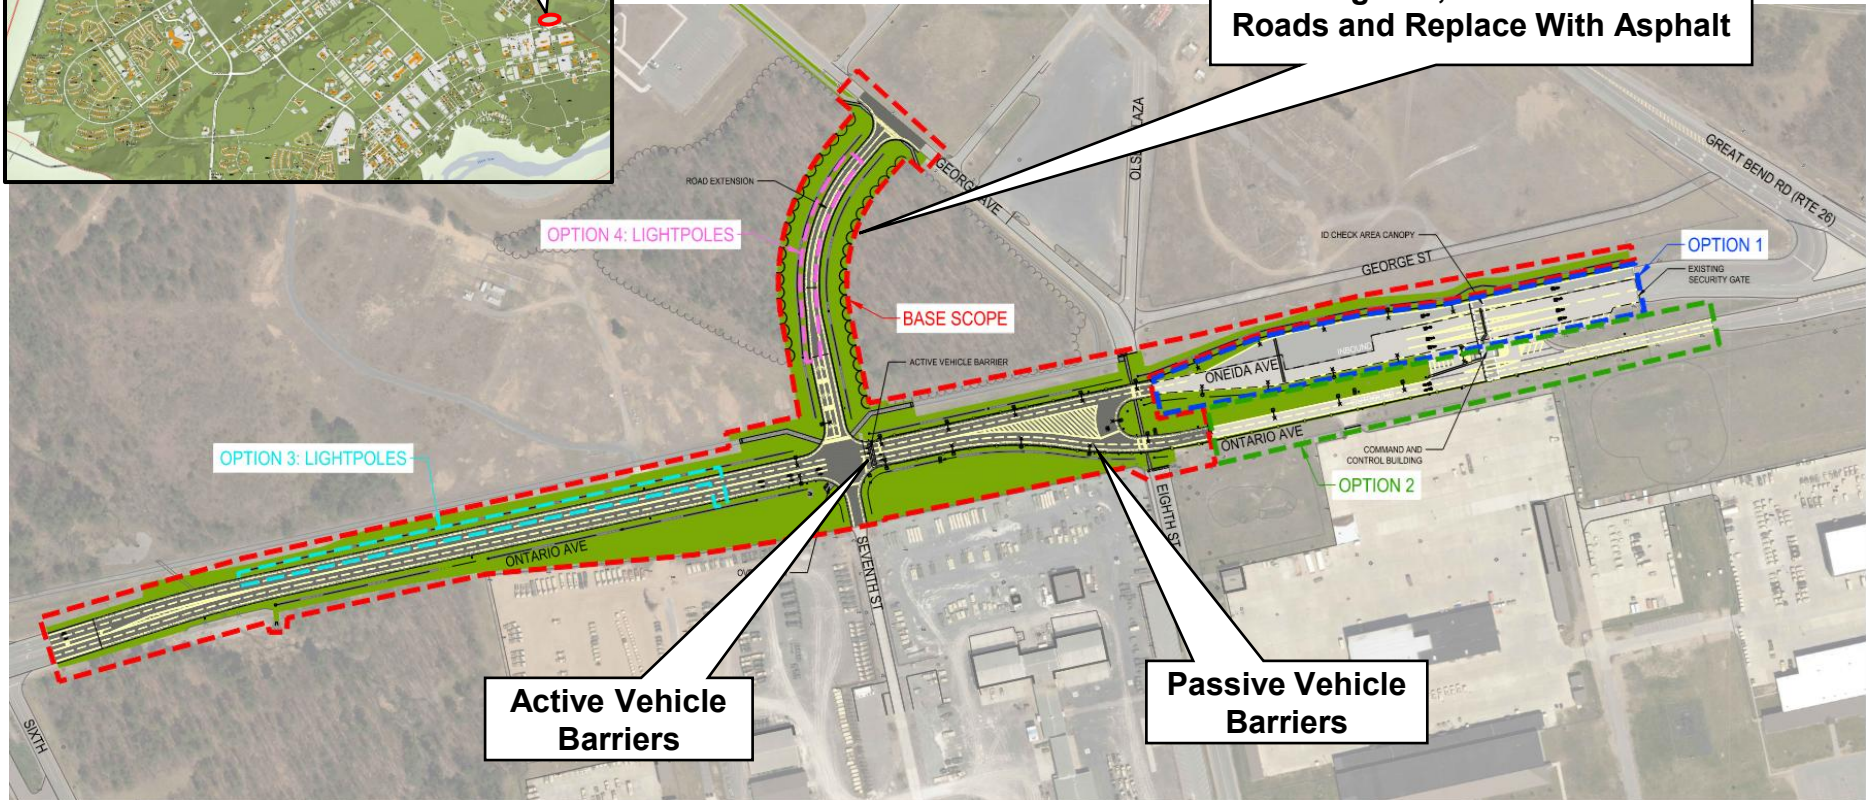 Roads and Replace With Asphalt
OLSEN PLAZA
GREAT BEND RD (RTE 26)
GEORGE AVE
ROAD EXTENSION
OPTION 4: LIGHTPOLES
ID CHECK AREA CANOPY
OPTION 1
GEORGE ST
EXISTING
SECURITY GATE
BASE SCOPE
INBOUND
ACTIVE VEHICLE BARRIER
ONEIDA AVE
ONTARIO AVE
OPTION 3: LIGHTPOLES
COMMAND AND
CONTROL BUILDING
OPTION 2
EIGHTH ST
ONTARIO AVE
SEVENTH ST
Active Vehicle
Barriers
Passive Vehicle
Barriers
SIXTH